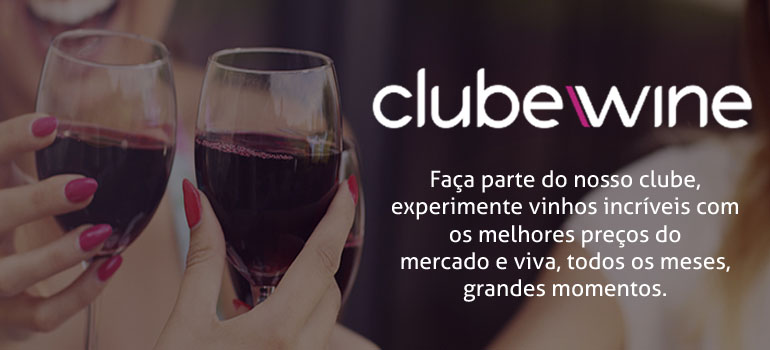 clubewine
Faça parte do nosso clube,
experimente vinhos incríveis com
os melhores preços do
mercado e viva, todos os meses,
grandes momentos.